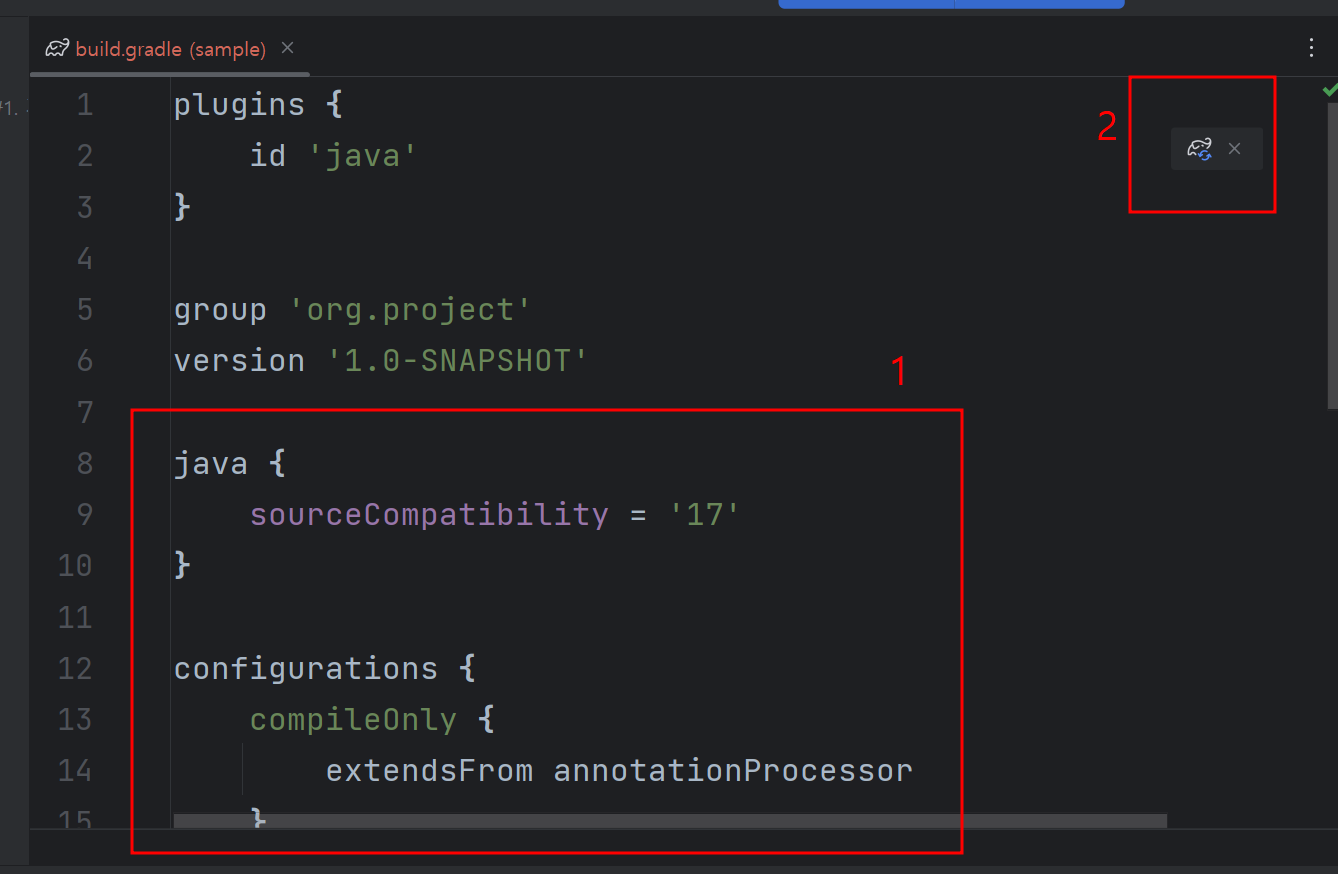 build.gradle (sample)
1 plugins {
2     id 'java'
3 }
4
5 group 'org.project'
6 version '1.0-SNAPSHOT'
7
8 java {
9     sourceCompatibility = '17'
10 }
11
12 configurations {
13     compileOnly {
14         extendsFrom annotationProcessor
15     }
1
2